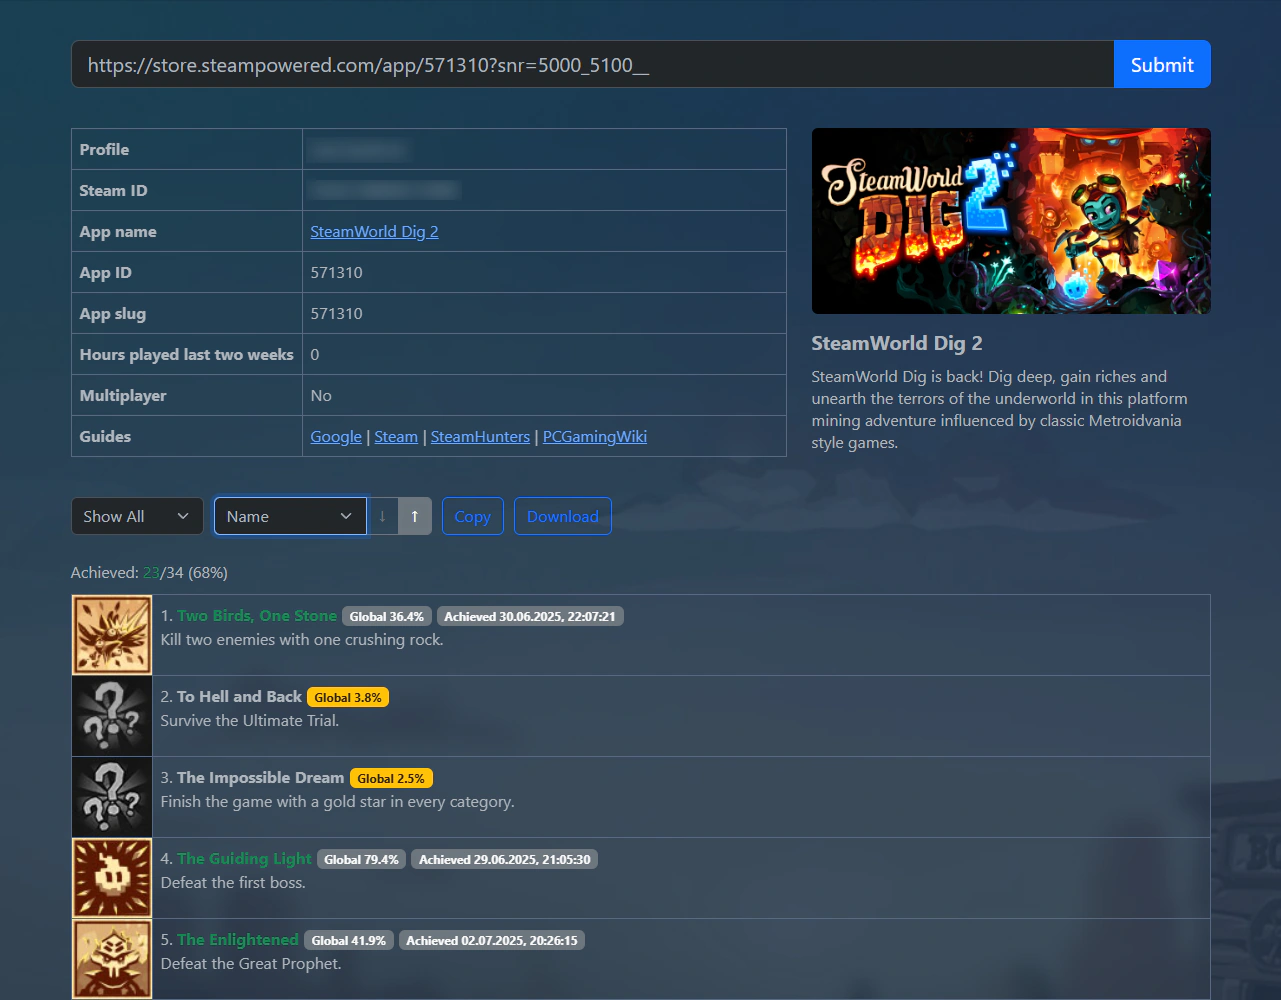 https://store.steampowered.com/app/571310?snr=5000_5100__ Submit
Profile
Steam ID
App name SteamWorld Dig 2
App ID 571310
App slug 571310
Hours played last two weeks 0
Multiplayer No
Guides Google | Steam | SteamHunters | PCGamingWiki
SteamWorld
DIG 2
SteamWorld Dig 2
SteamWorld Dig is back! Dig deep, gain riches and
unearth the terrors of the underworld in this platform
mining adventure influenced by classic Metroidvania
style games.
Show All Name ↓ ↑ Copy Download
Achieved: 23/34 (68%)
1. Two Birds, One Stone Global 36.4% Achieved 30.06.2025, 22:07:21
Kill two enemies with one crushing rock.
2. To Hell and Back Global 3.8%
Survive the Ultimate Trial.
3. The Impossible Dream Global 2.5%
Finish the game with a gold star in every category.
4. The Guiding Light Global 79.4% Achieved 29.06.2025, 21:05:30
Defeat the first boss.
5. The Enlightened Global 41.9% Achieved 02.07.2025, 20:26:15
Defeat the Great Prophet.